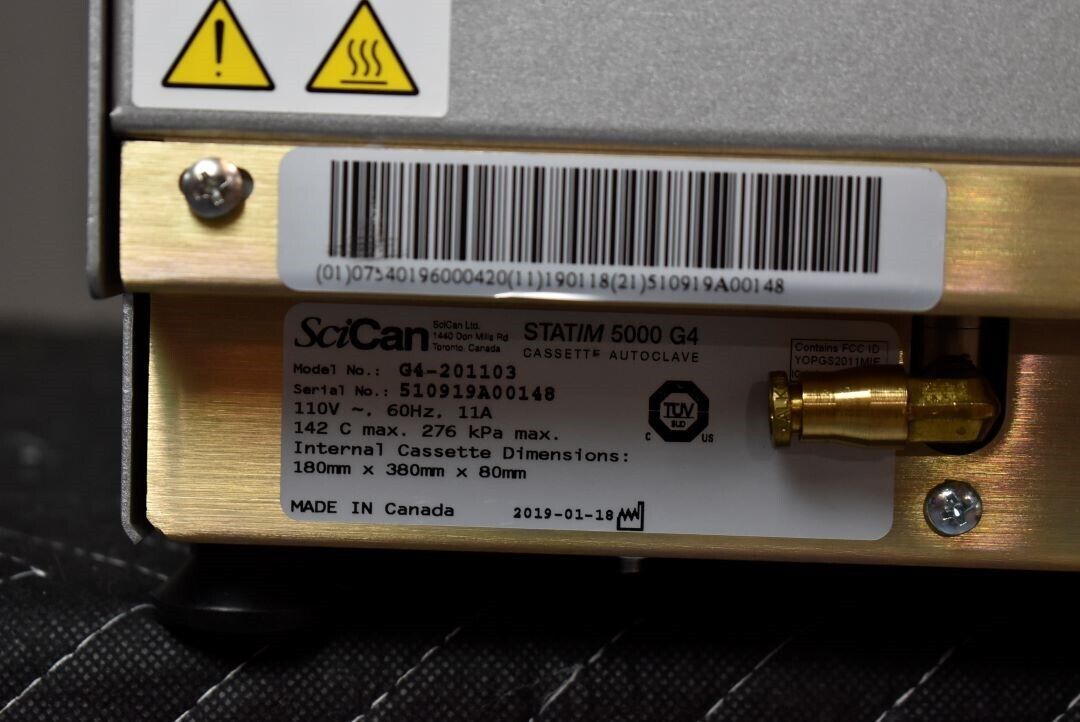 (01)07540196000420(11)190118(21)510919A00148
SciCan
SciCan Ltd.
1440 Don Mills Rd
Toronto, Canada
STATIM 5000 G4
CASSETTE AUTOCLAVE
Contains FCC ID
YOPGS2011MIE
Model No.: G4-201103
Serial No.: 510919A00148
110V ~, 60Hz, 11A
142 C max. 276 kPa max.
Internal Cassette Dimensions:
180mm x 380mm x 80mm
TÜV
SUD
C US
MADE IN Canada
2019-01-18